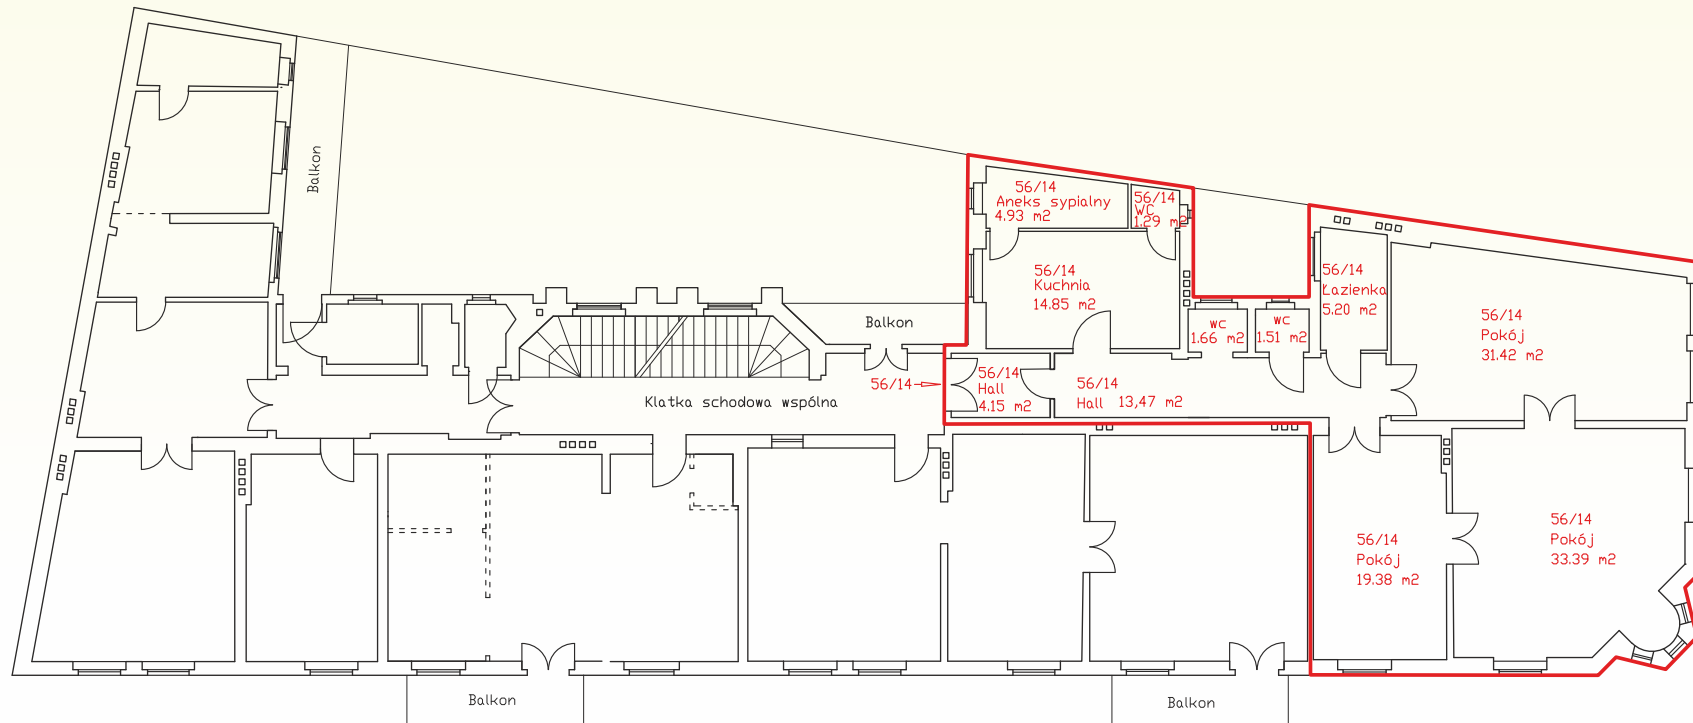 Balkon
56/14
Aneks sypialny
4.93 m2
56/14
WC
1.29 m2
56/14
Kuchnia
14.85 m2
56/14
Łazienka
5.20 m2
Balkon
wc
1.66 m2
wc
1.51 m2
56/14
Pokój
31.42 m2
56/14
56/14
Hall
4.15 m2
56/14
Hall 13,47 m2
Klatka schodowa wspólna
56/14
Pokój
19.38 m2
56/14
Pokój
33.39 m2
Balkon
Balkon